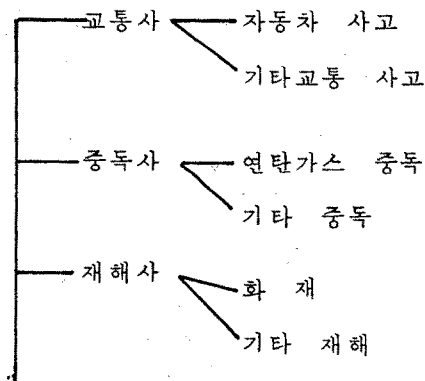 교통사 자동차 사고
기타교통 사고
중독사 연탄가스 중독
기타 중독
재해사 화 재
기타 재해